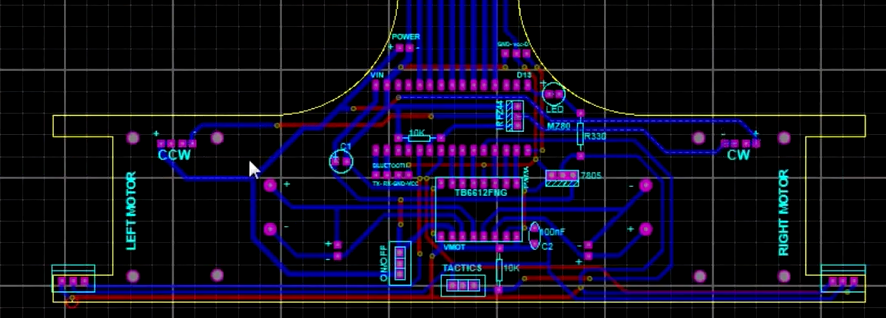 POWER
GND-Vcc-D
VIN
D13
LED
IRFZ44
MZ80
R330
10K
C1
CCW
CW
BLUETOOTH
TX-RX-GND-VCC
7805
TB6612FNG
LEFT MOTOR
RIGHT MOTOR
100nF
C2
VMOT
ON/OFF
TACTICS
10K